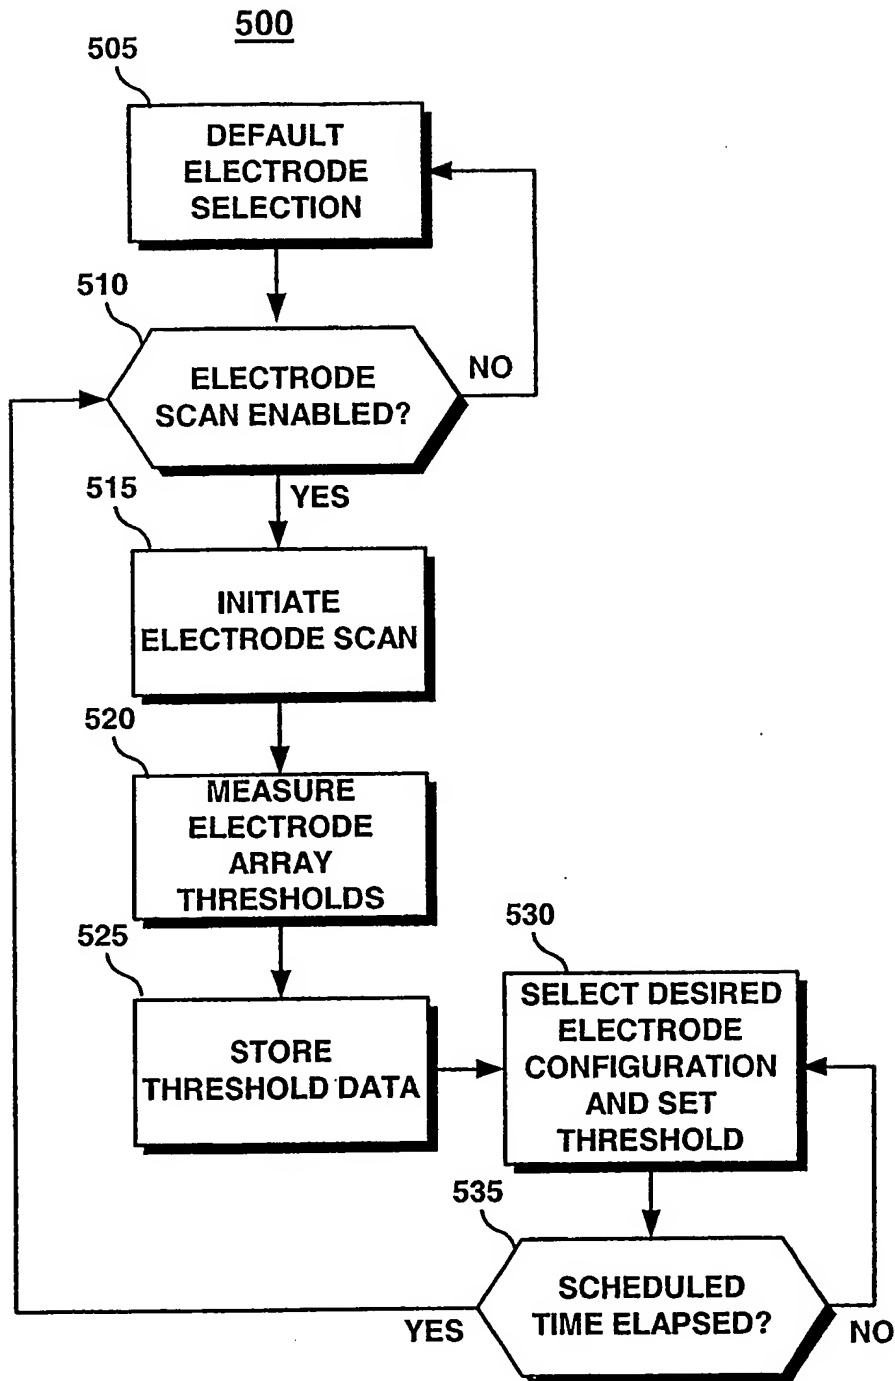 500
505
DEFAULT
ELECTRODE
SELECTION
510
ELECTRODE
SCAN ENABLED?
NO
YES
515
INITIATE
ELECTRODE SCAN
520
MEASURE
ELECTRODE
ARRAY
THRESHOLDS
525
STORE
THRESHOLD DATA
530
SELECT DESIRED
ELECTRODE
CONFIGURATION
AND SET
THRESHOLD
535
SCHEDULED
TIME ELAPSED?
YES
NO